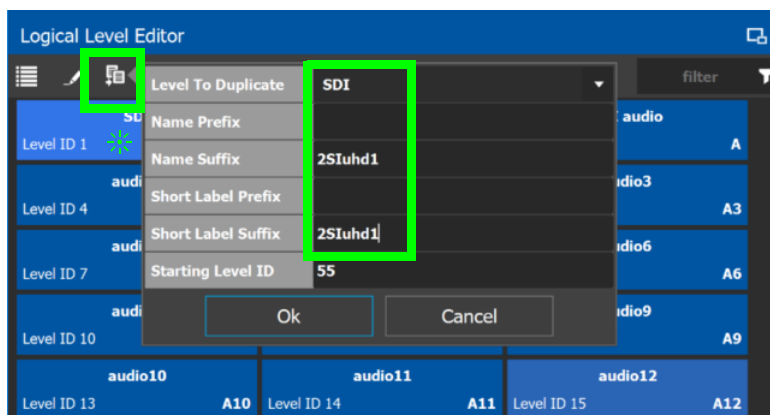 Logical Level Editor
filter
Level To Duplicate SDI
Name Prefix
Name Suffix 2SIuhd1
Short Label Prefix
Short Label Suffix 2SIuhd1
Starting Level ID 55
Ok Cancel
audio
Level ID 1 A
audio3
Level ID 4 A3
audio6
Level ID 7 A6
audio9
Level ID 10 A9
audio10 audio11 audio12
Level ID 13 A10 Level ID 14 A11 Level ID 15 A12